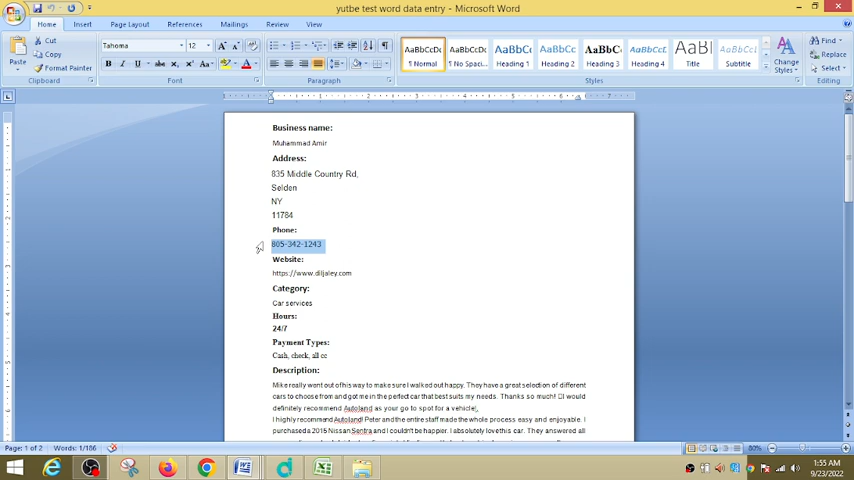 yutbe test word data entry - Microsoft Word
Home Insert Page Layout References Mailings Review View
Paste
Cut
Copy
Format Painter
Clipboard
Tahoma 12
Font
Paragraph
AaBbCcDc AaBbCcDc AaBbCc AaBbCc AaBbCc AaBbCcL AaBl AaBbCcL
¶ Normal ¶ No Spaci... Heading 1 Heading 2 Heading 3 Heading 4 Title Subtitle
Change Styles
Styles
Find
Replace
Select
Editing
Business name:
Muhammad Amir
Address:
835 Middle Country Rd,
Selden
NY
11784
Phone:
805-342-1243
Website:
https://www.diljaley.com
Category:
Car services
Hours:
24/7
Payment Types:
Cash, check, all cc
Description:
Mike really went out of his way to make sure I walked out happy. They have a great selection of different
cars to choose from and got me in the perfect car that best suits my needs. Thanks so much! I would
definitely recommend Autoland as your go to spot for a vehicle.
I highly recommend Autoland! Peter and the entire staff made the whole process easy and enjoyable. I
purchased a 2015 Nissan Sentra and I couldn't be happier. I absolutely love this car. They answered all
Page: 1 of 2 Words: 1/186
80%
1:55 AM
9/23/2022